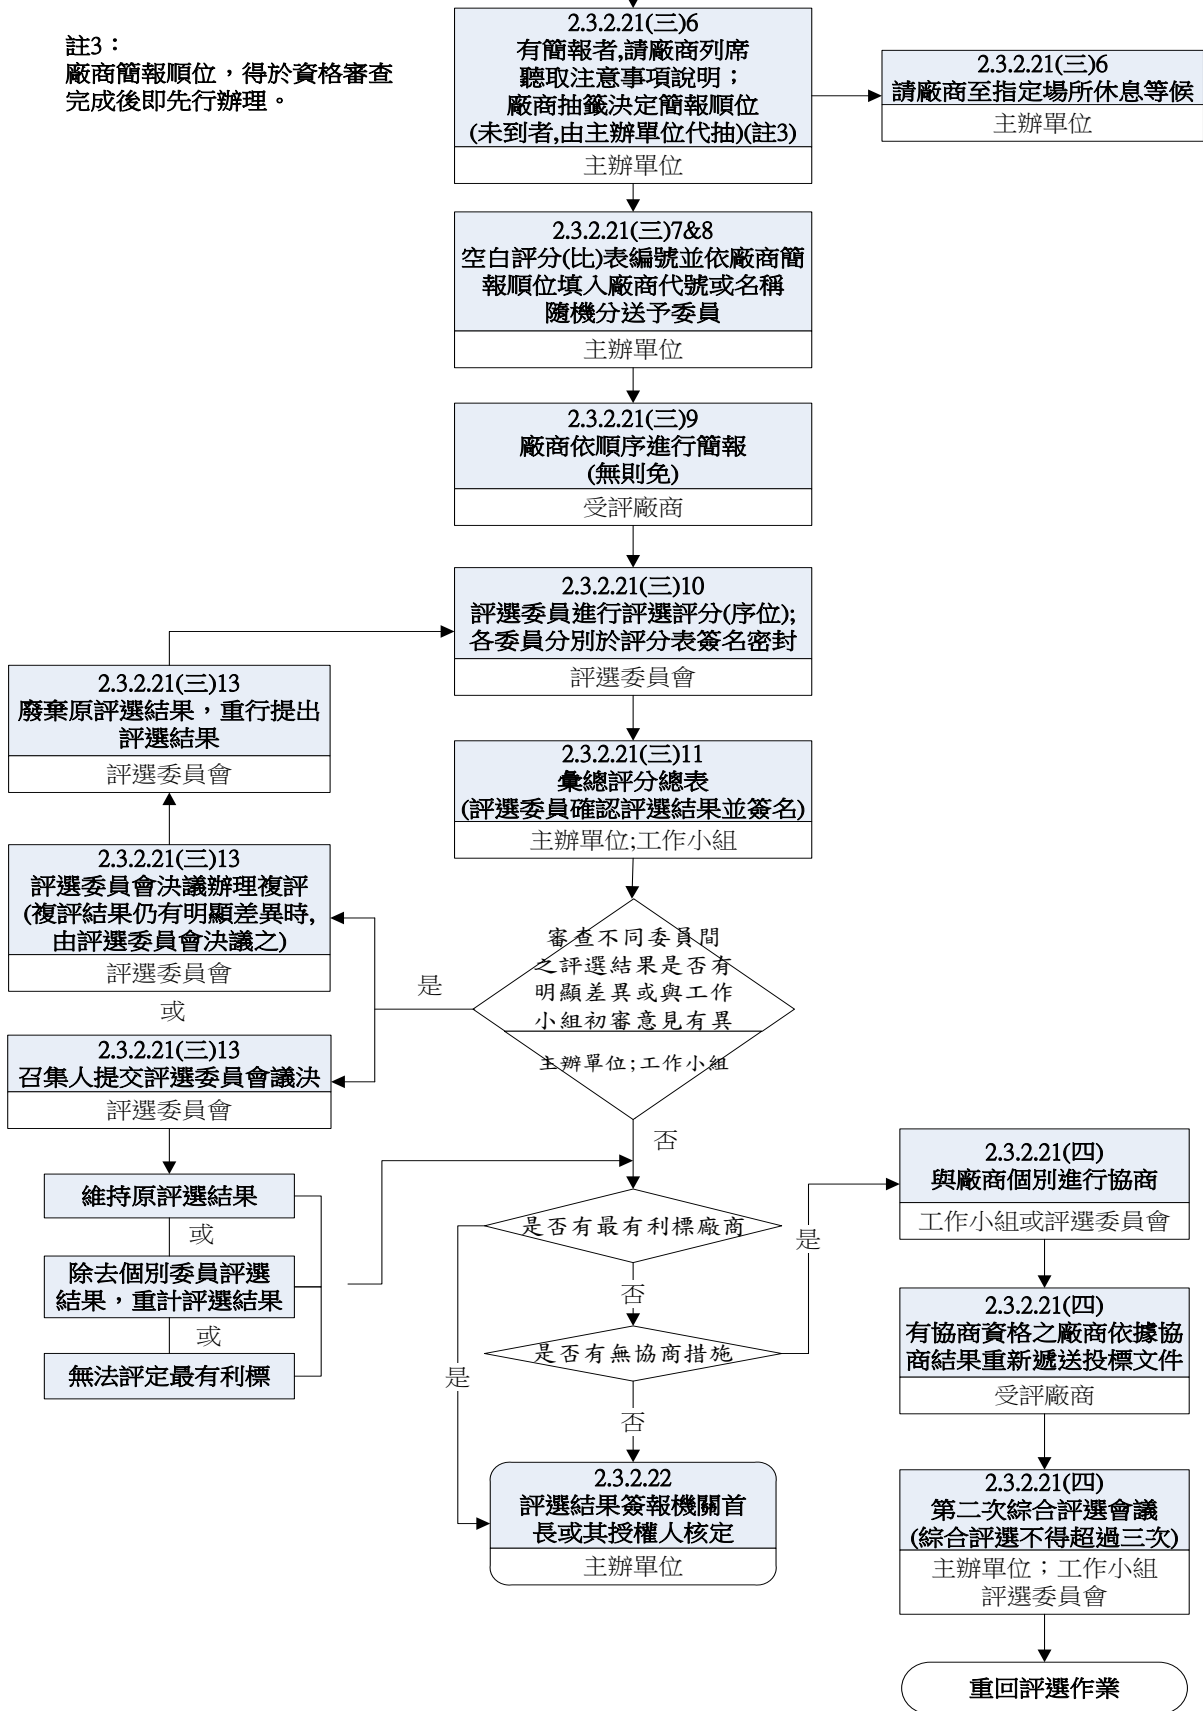 註3：
廠商簡報順位，得於資格審查
完成後即先行辦理。
2.3.2.21(三)6
有簡報者,請廠商列席
聽取注意事項說明；
廠商抽籤決定簡報順位
(未到者,由主辦單位代抽)(註3)
主辦單位
2.3.2.21(三)6
請廠商至指定場所休息等候
主辦單位
2.3.2.21(三)7&8
空白評分(比)表編號並依廠商簡
報順位填入廠商代號或名稱
隨機分送予委員
主辦單位
2.3.2.21(三)9
廠商依順序進行簡報
(無則免)
受評廠商
2.3.2.21(三)10
評選委員進行評選評分(序位);
各委員分別於評分表簽名密封
評選委員會
2.3.2.21(三)11
彙總評分總表
(評選委員確認評選結果並簽名)
主辦單位;工作小組
2.3.2.21(三)13
廢棄原評選結果，重行提出
評選結果
評選委員會
2.3.2.21(三)13
評選委員會決議辦理複評
(複評結果仍有明顯差異時,
由評選委員會決議之)
評選委員會
或
2.3.2.21(三)13
召集人提交評選委員會議決
評選委員會
是
審查不同委員間
之評選結果是否有
明顯差異或與工作
小組初審意見有異
主辦單位;工作小組
否
維持原評選結果
或
除去個別委員評選
結果，重計評選結果
或
無法評定最有利標
是否有最有利標廠商
否
是
是否有無協商措施
是
否
2.3.2.22
評選結果簽報機關首
長或其授權人核定
主辦單位
2.3.2.21(四)
與廠商個別進行協商
工作小組或評選委員會
2.3.2.21(四)
有協商資格之廠商依據協
商結果重新遞送投標文件
受評廠商
2.3.2.21(四)
第二次綜合評選會議
(綜合評選不得超過三次)
主辦單位；工作小組
評選委員會
重回評選作業